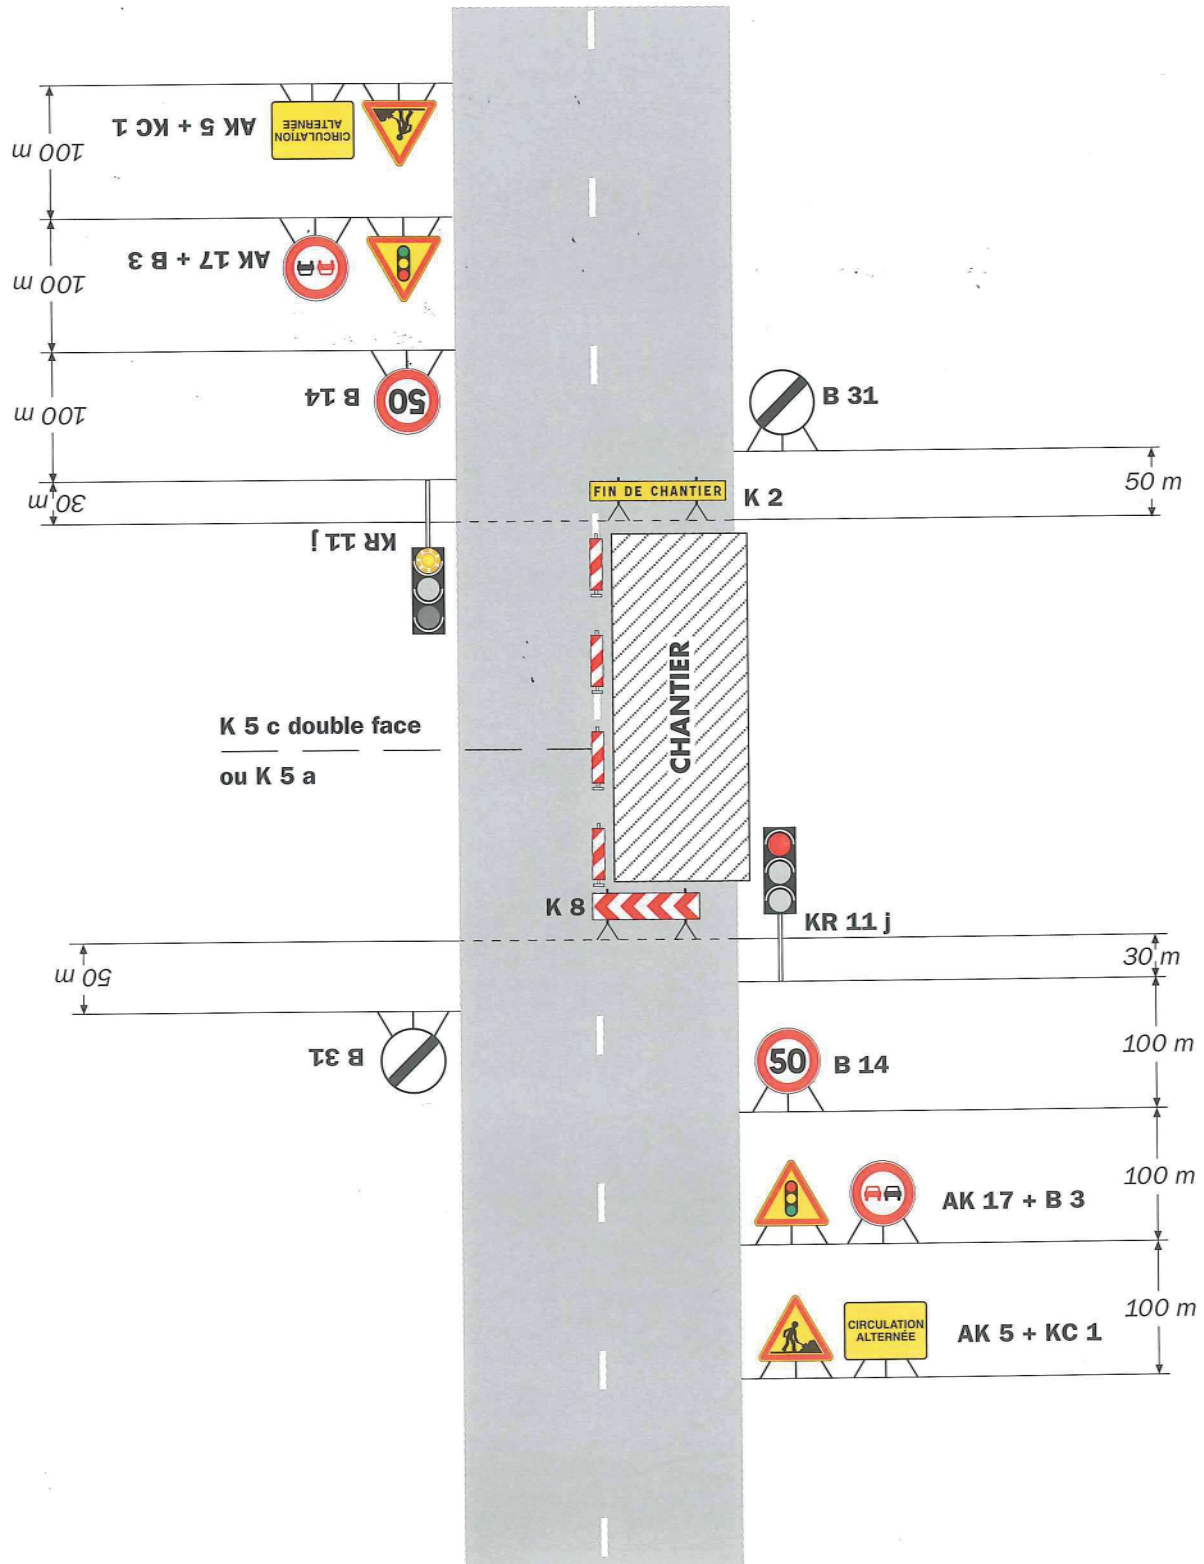 AK 5 + KC 1
CIRCULATION
ALTERNÉE
100 m
AK 17 + B 3
100 m
B 14
50
100 m
B 31
50 m
30 m
FIN DE CHANTIER
K 2
KR 11 j
CHANTIER
K 5 c double face
ou K 5 a
K 8
KR 11 j
30 m
50 m
B 31
50
B 14
100 m
AK 17 + B 3
100 m
CIRCULATION
ALTERNÉE
AK 5 + KC 1
100 m